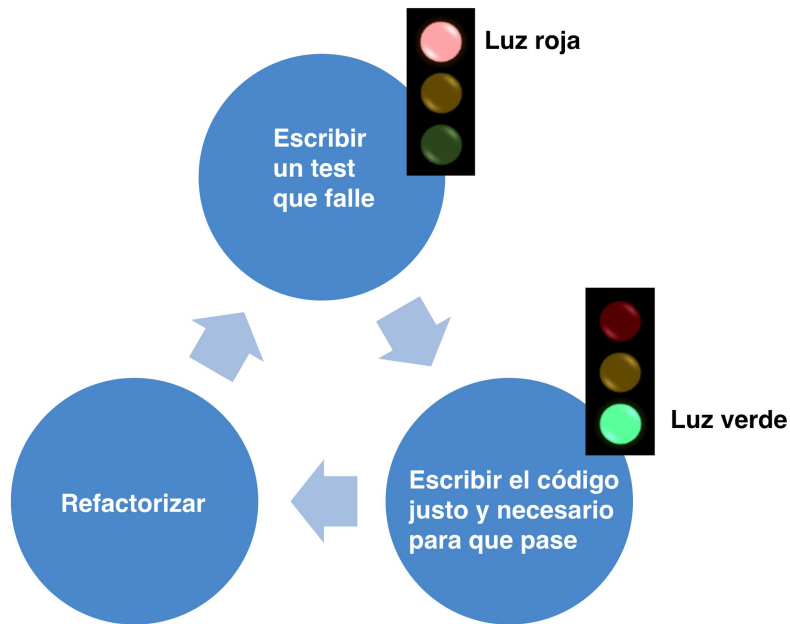 Luz roja
Escribir
un test
que falle
Luz verde
Escribir el código
justo y necesario
para que pase
Refactorizar